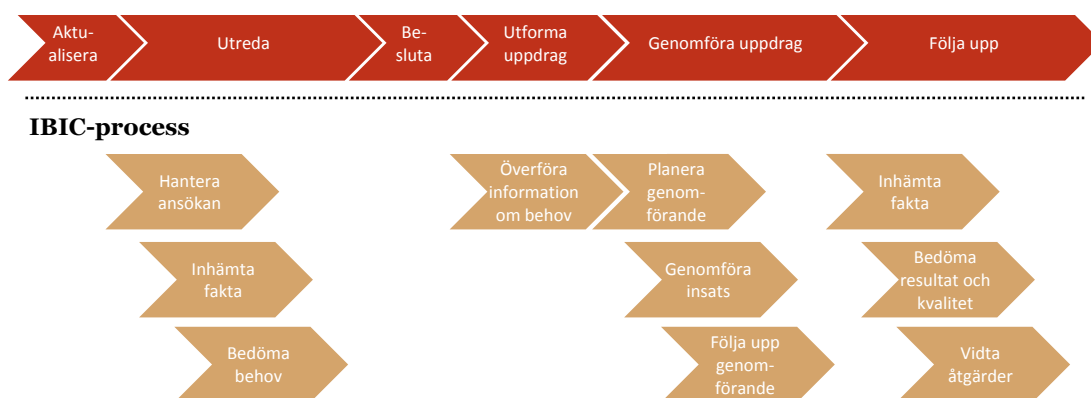 Aktu-
alisera
Utreda
Be-
sluta
Utforma
uppdrag
Genomföra uppdrag
Följa upp
IBIC-process
Hantera
ansökan
Överföra
information
om behov
Planera
genom-
förande
Inhämta
fakta
Inhämta
fakta
Genomföra
insats
Bedöma
resultat och
kvalitet
Bedöma
behov
Följa upp
genom-
förande
Vidta
åtgärder